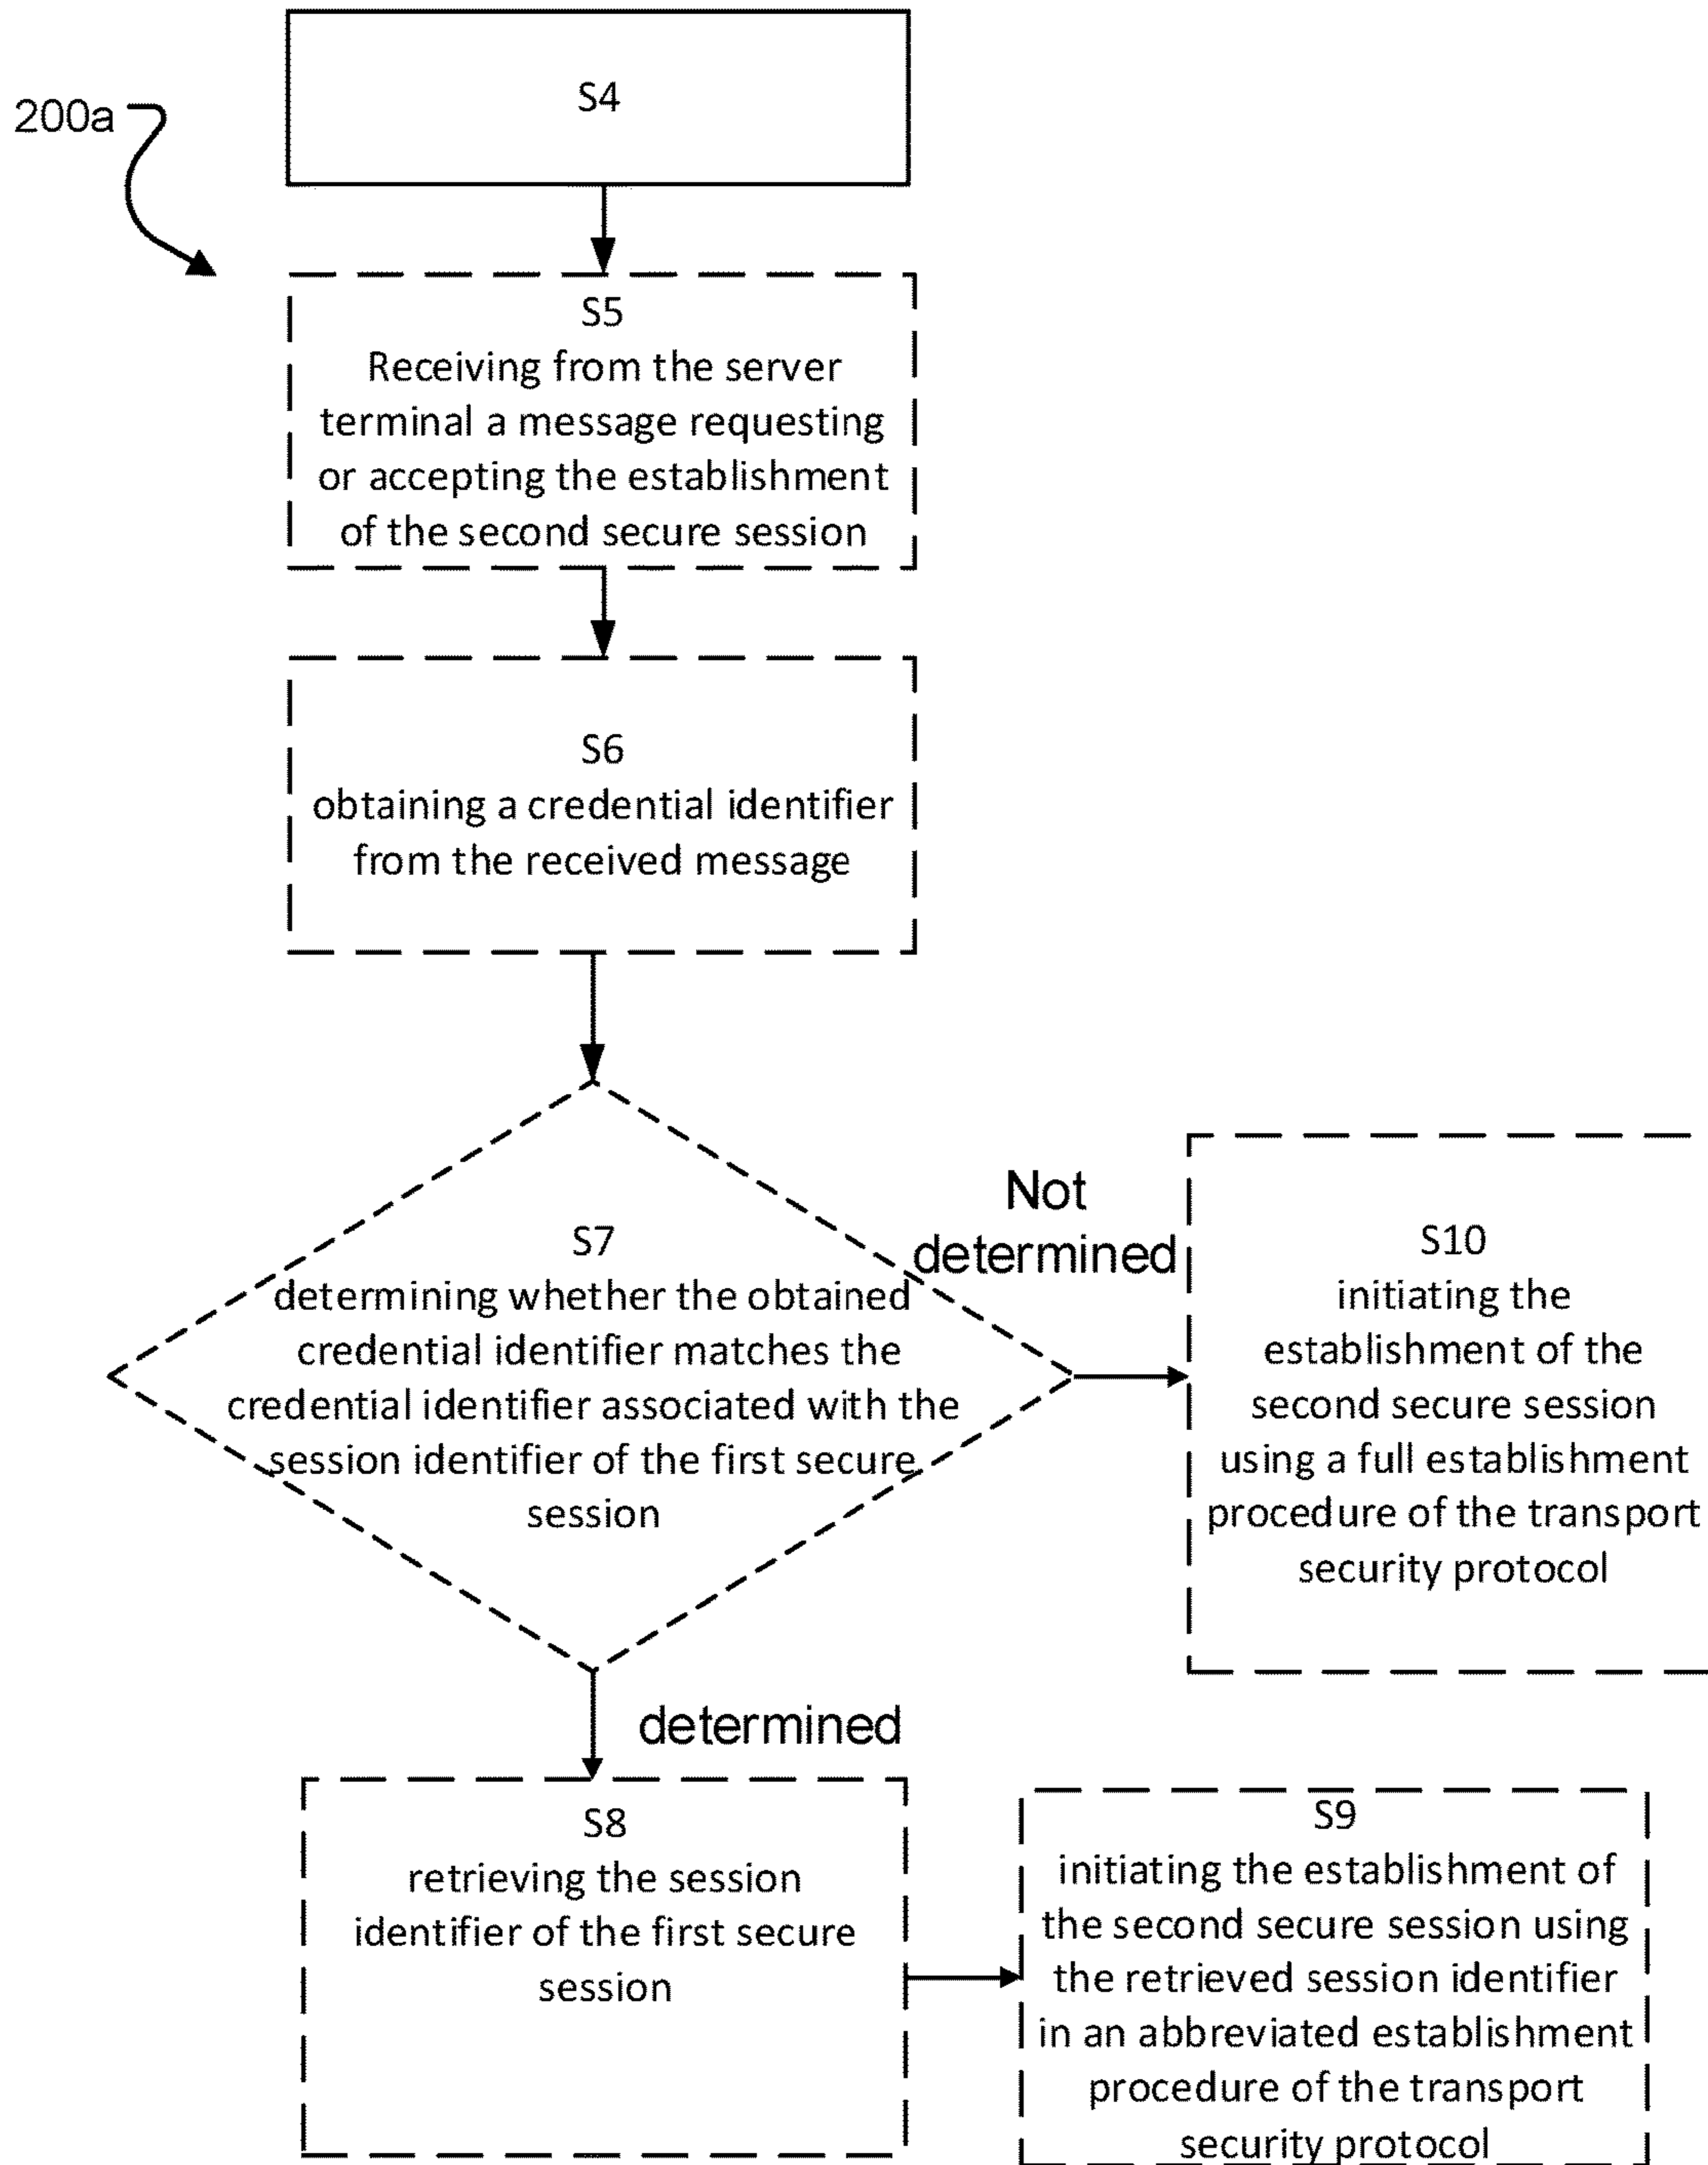 S4
200a
S5
Receiving from the server
terminal a message requesting
or accepting the establishment
of the second secure session
S6
obtaining a credential identifier
from the received message
Not
determined
S7
determining whether the obtained
credential identifier matches the
credential identifier associated with the
session identifier of the first secure
session
S10
initiating the
establishment of the
second secure session
using a full establishment
procedure of the transport
security protocol
determined
S8
retrieving the session
identifier of the first secure
session
S9
initiating the establishment of
the second secure session using
the retrieved session identifier
in an abbreviated establishment
procedure of the transport
security protocol